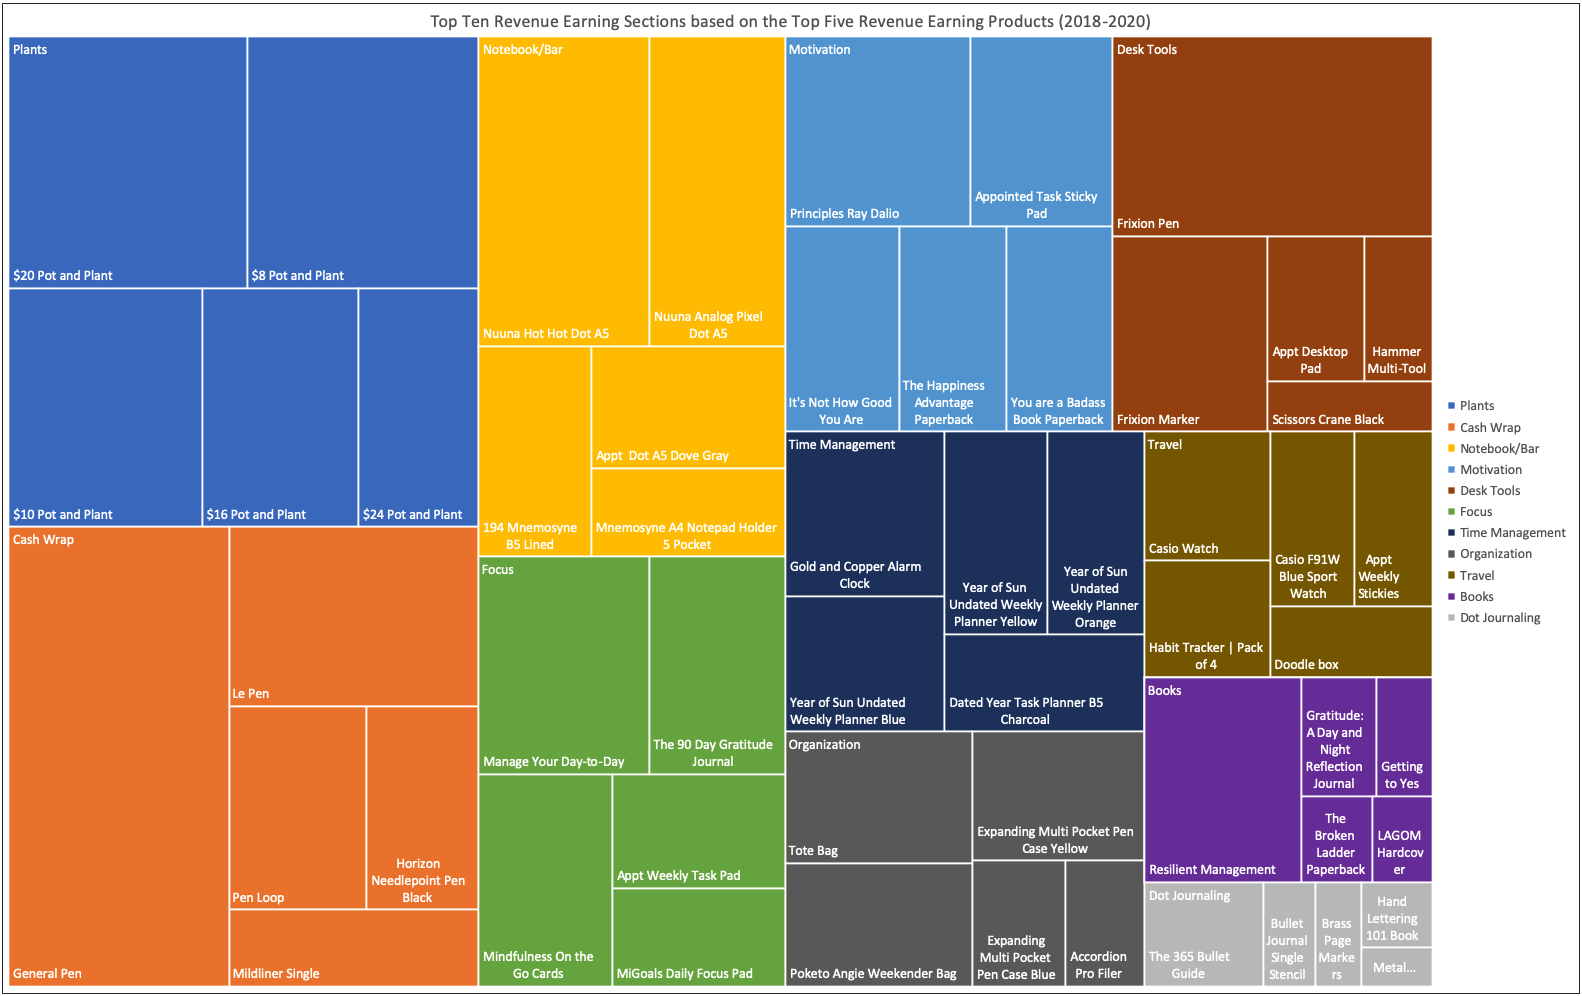 Top Ten Revenue Earning Sections based on the Top Five Revenue Earning Products (2018-2020)
Plants
$20 Pot and Plant
$8 Pot and Plant
$10 Pot and Plant
$16 Pot and Plant
$24 Pot and Plant
Cash Wrap
General Pen
Le Pen
Pen Loop
Horizon
Needlepoint Pen
Black
Mildliner Single
Notebook/Bar
Nuuna Hot Hot Dot A5
Nuuna Analog Pixel
Dot A5
194 Mnemosyne
B5 Lined
Appt  Dot A5 Dove Gray
Mnemosyne A4 Notepad Holder
5 Pocket
Focus
Manage Your Day-to-Day
The 90 Day Gratitude
Journal
Mindfulness On the
Go Cards
Appt Weekly Task Pad
MiGoals Daily Focus Pad
Motivation
Principles Ray Dalio
Appointed Task Sticky
Pad
It's Not How Good
You Are
The Happiness
Advantage
Paperback
You are a Badass
Book Paperback
Desk Tools
Frixion Pen
Frixion Marker
Appt Desktop
Pad
Hammer
Multi-Tool
Scissors Crane Black
Time Management
Gold and Copper Alarm
Clock
Year of Sun Undated
Weekly Planner Blue
Year of Sun
Undated Weekly
Planner Yellow
Year of Sun
Undated
Weekly Planner
Orange
Dated Year Task Planner B5
Charcoal
Organization
Tote Bag
Poketo Angie Weekender Bag
Expanding Multi Pocket Pen
Case Yellow
Expanding
Multi Pocket
Pen Case Blue
Accordion
Pro Filer
Travel
Casio Watch
Habit Tracker | Pack
of 4
Casio F91W
Blue Sport
Watch
Appt
Weekly
Stickies
Doodle box
Books
Resilient Management
Gratitude:
A Day and
Night
Reflection
Journal
Getting
to Yes
The
Broken
Ladder
Paperback
LAGOM
Hardcov
er
Dot Journaling
The 365 Bullet
Guide
Bullet
Journal
Single
Stencil
Brass
Page
Marke
rs
Hand
Lettering
101 Book
Metal...
Plants
Cash Wrap
Notebook/Bar
Motivation
Desk Tools
Focus
Time Management
Organization
Travel
Books
Dot Journaling